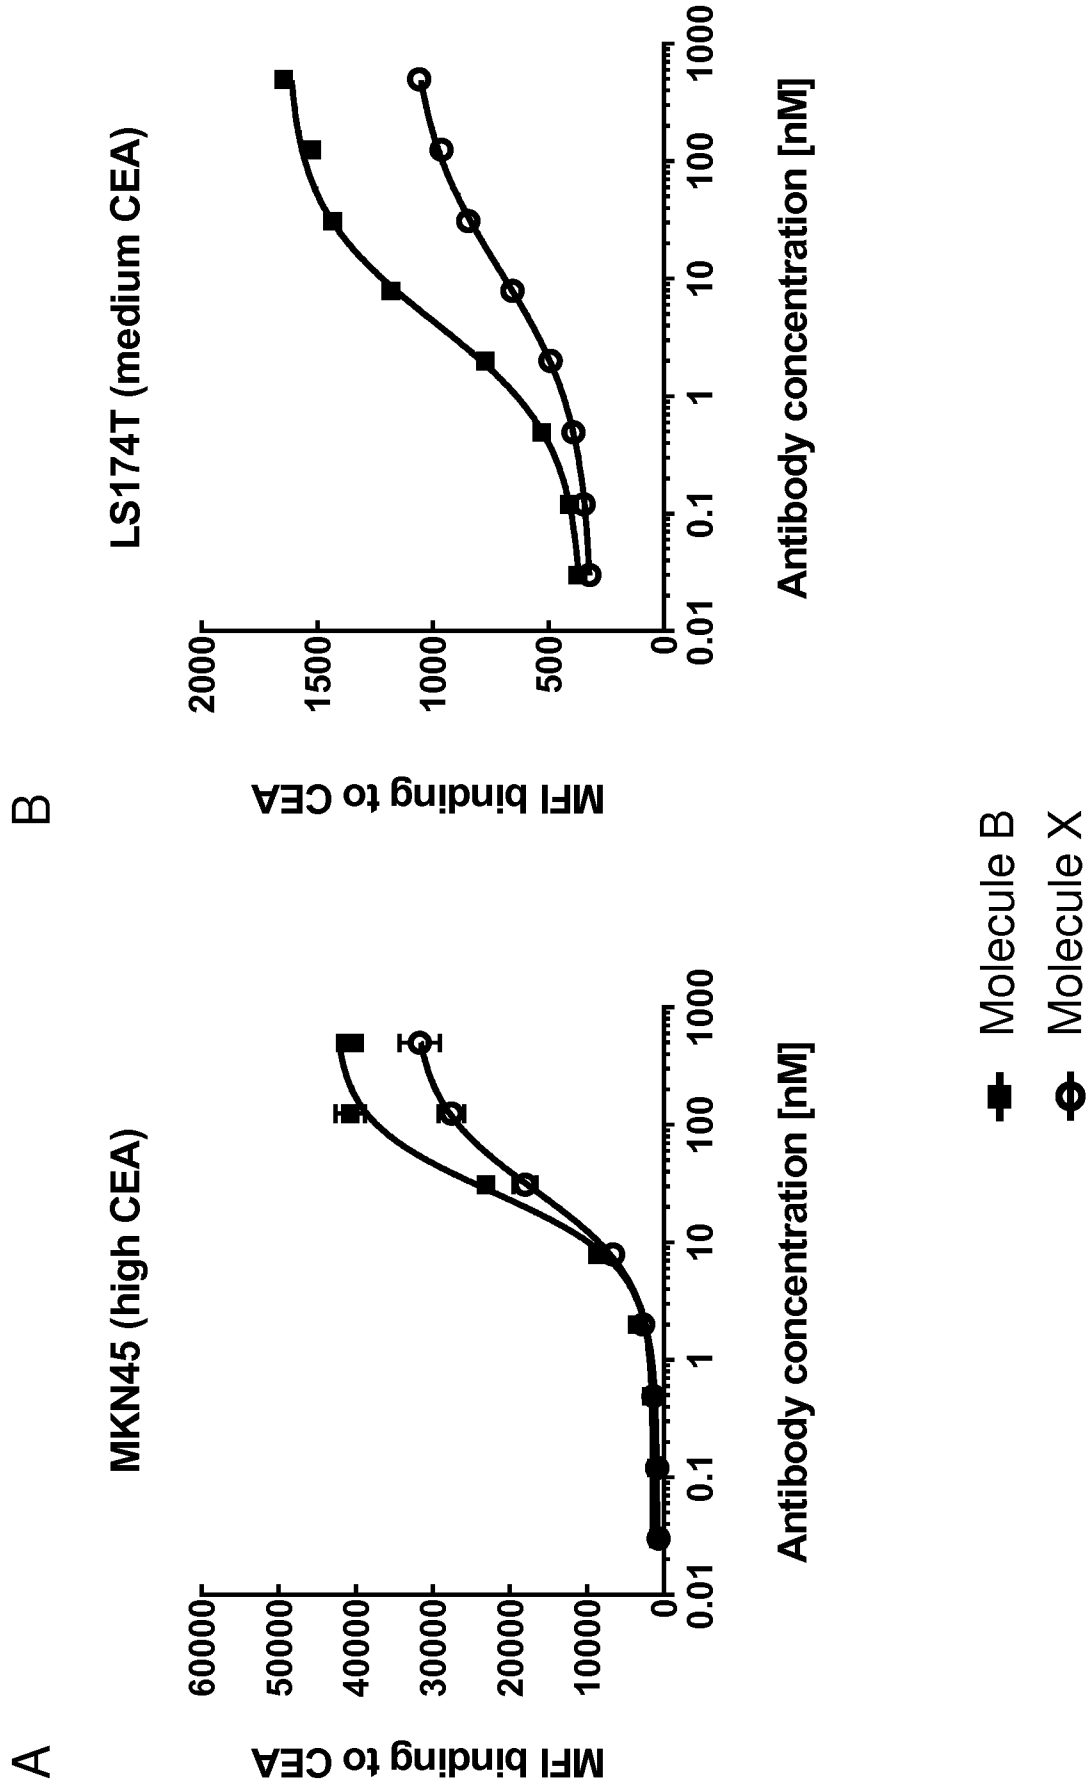 A
MKN45 (high CEA)
MFI binding to CEA
60000
50000
40000
30000
20000
10000
0
0.01
0.1
1
10
100
1000
Antibody concentration [nM]
B
LS174T (medium CEA)
MFI binding to CEA
2000
1500
1000
500
0
0.01
0.1
1
10
100
1000
Antibody concentration [nM]
Molecule B
Molecule X